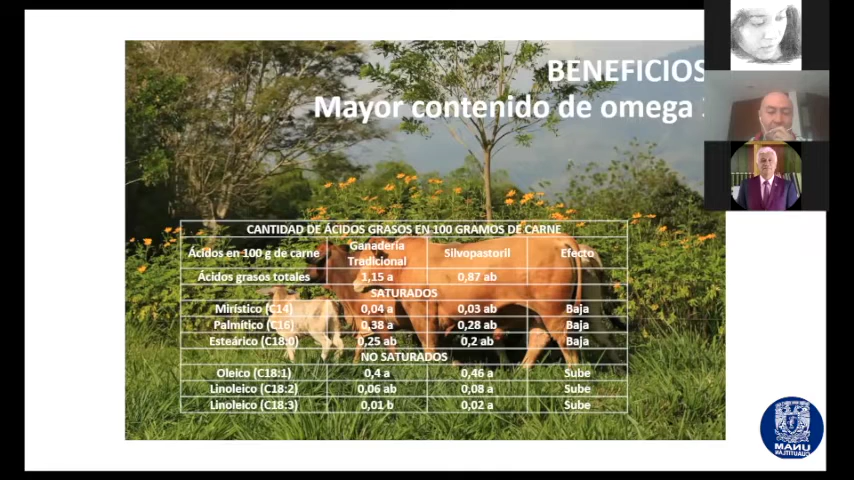 BENEFICIOS
Mayor contenido de omega
CANTIDAD DE ÁCIDOS GRASOS EN 100 GRAMOS DE CARNE
Ácidos en 100 g de carne Ganadería Tradicional Silvopastoril Efecto
Ácidos grasos totales 1,15 a 0,87 ab
SATURADOS
Mirístico (C14) 0,04 a 0,03 ab Baja
Palmítico (C16) 0,38 a 0,28 ab Baja
Esteárico (C18:0) 0,25 ab 0,2 ab Baja
NO SATURADOS
Oleico (C18:1) 0,4 a 0,46 a Sube
Linoleico (C18:2) 0,06 ab 0,08 a Sube
Linoleico (C18:3) 0,01 b 0,02 a Sube
UNAM
CUAUTITLAN